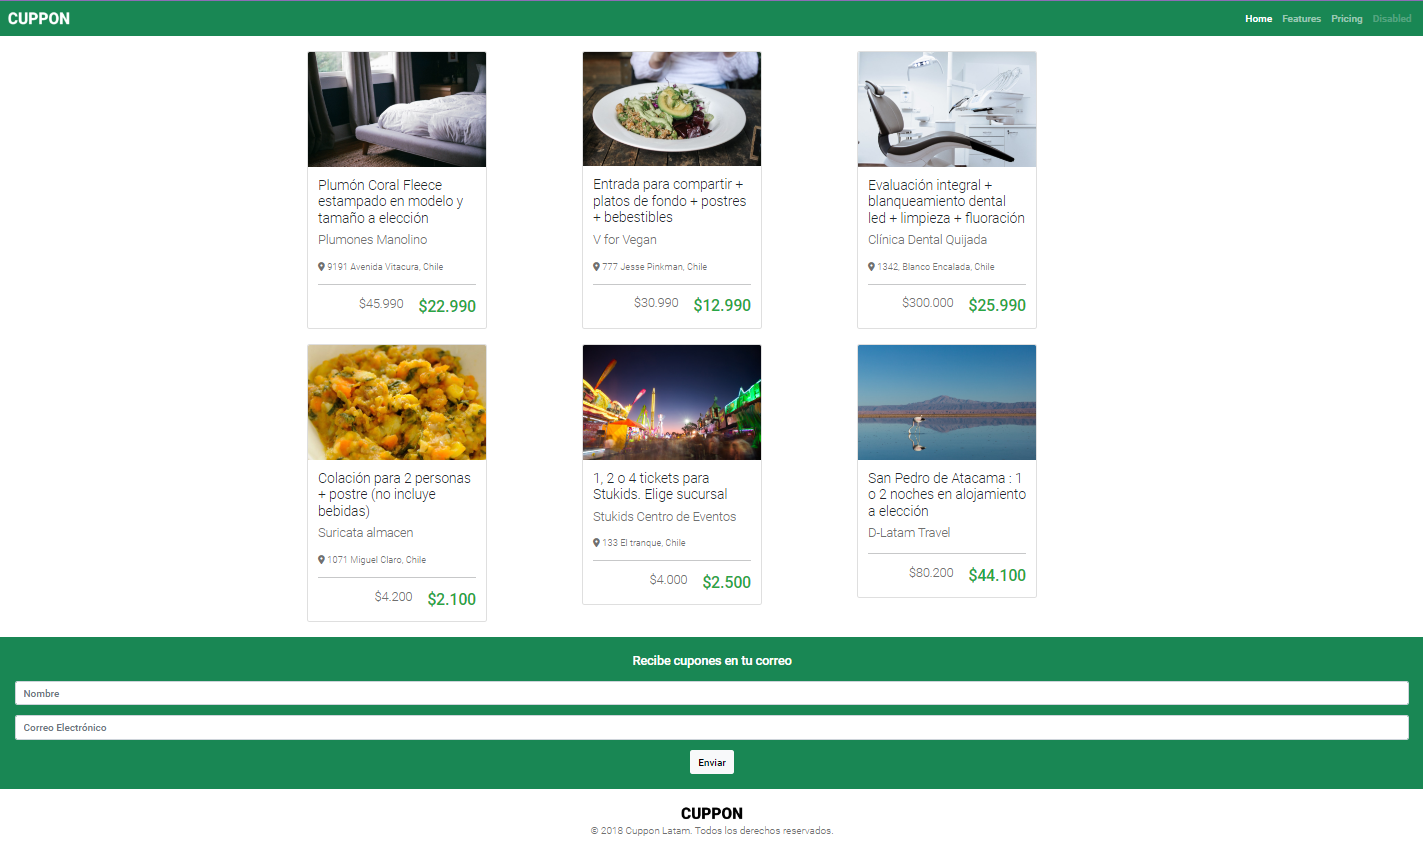 CUPPON
Home Features Pricing Disabled
Plumón Coral Fleece
estampado en modelo y
tamaño a elección
Plumones Manolino
9191 Avenida Vitacura, Chile
$45.990 $22.990
Entrada para compartir +
platos de fondo + postres
+ bebestibles
V for Vegan
777 Jesse Pinkman, Chile
$30.990 $12.990
Evaluación integral +
blanqueamiento dental
led + limpieza + fluoración
Clínica Dental Quijada
1342, Blanco Encalada, Chile
$300.000 $25.990
Colación para 2 personas
+ postre (no incluye
bebidas)
Suricata almacen
1071 Miguel Claro, Chile
$4.200 $2.100
1, 2 o 4 tickets para
Stukids. Elige sucursal
Stukids Centro de Eventos
133 El tranque, Chile
$4.000 $2.500
San Pedro de Atacama : 1
o 2 noches en alojamiento
a elección
D-Latam Travel
$80.200 $44.100
Recibe cupones en tu correo
Nombre
Correo Electrónico
Enviar
CUPPON
© 2018 Cuppon Latam. Todos los derechos reservados.